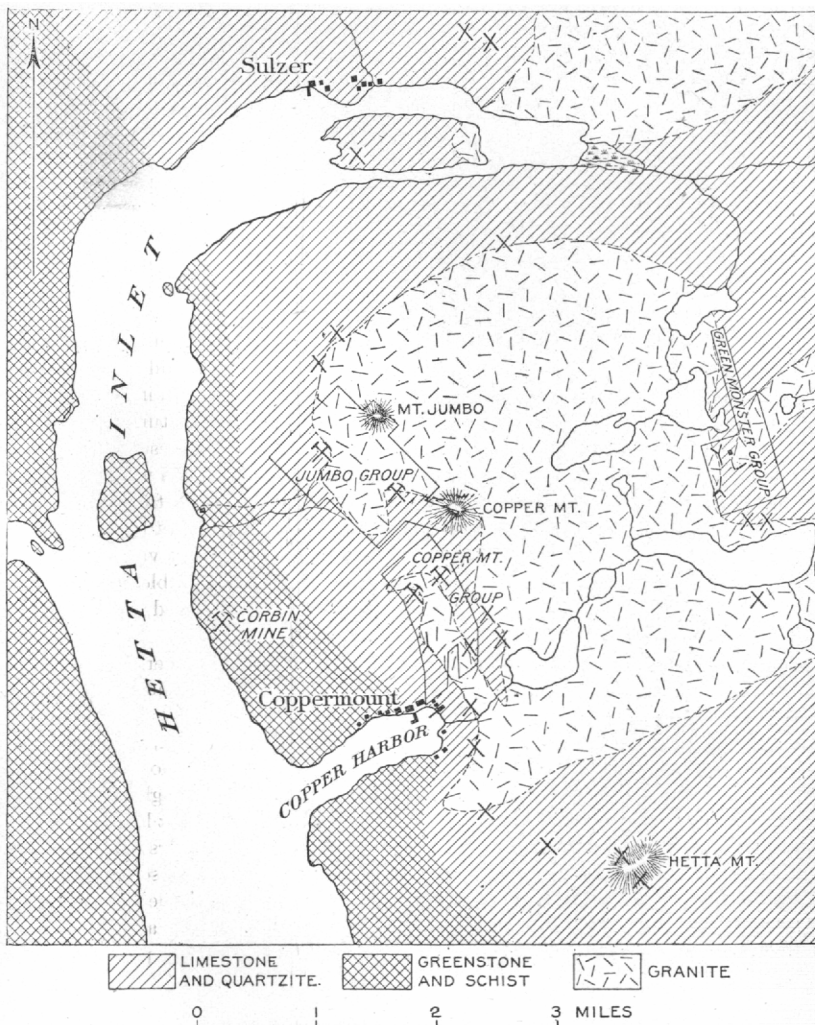 N
Sulzer
HETTA INLET
MT. JUMBO
JUMBO GROUP
COPPER MT.
GREEN MONSTER GROUP
COPPER MT.
GROUP
CORBIN
MINE
Coppermount
COPPER HARBOR
HETTA MT.
LIMESTONE
AND QUARTZITE.
GREENSTONE
AND SCHIST
GRANITE
0 1 2 3 MILES